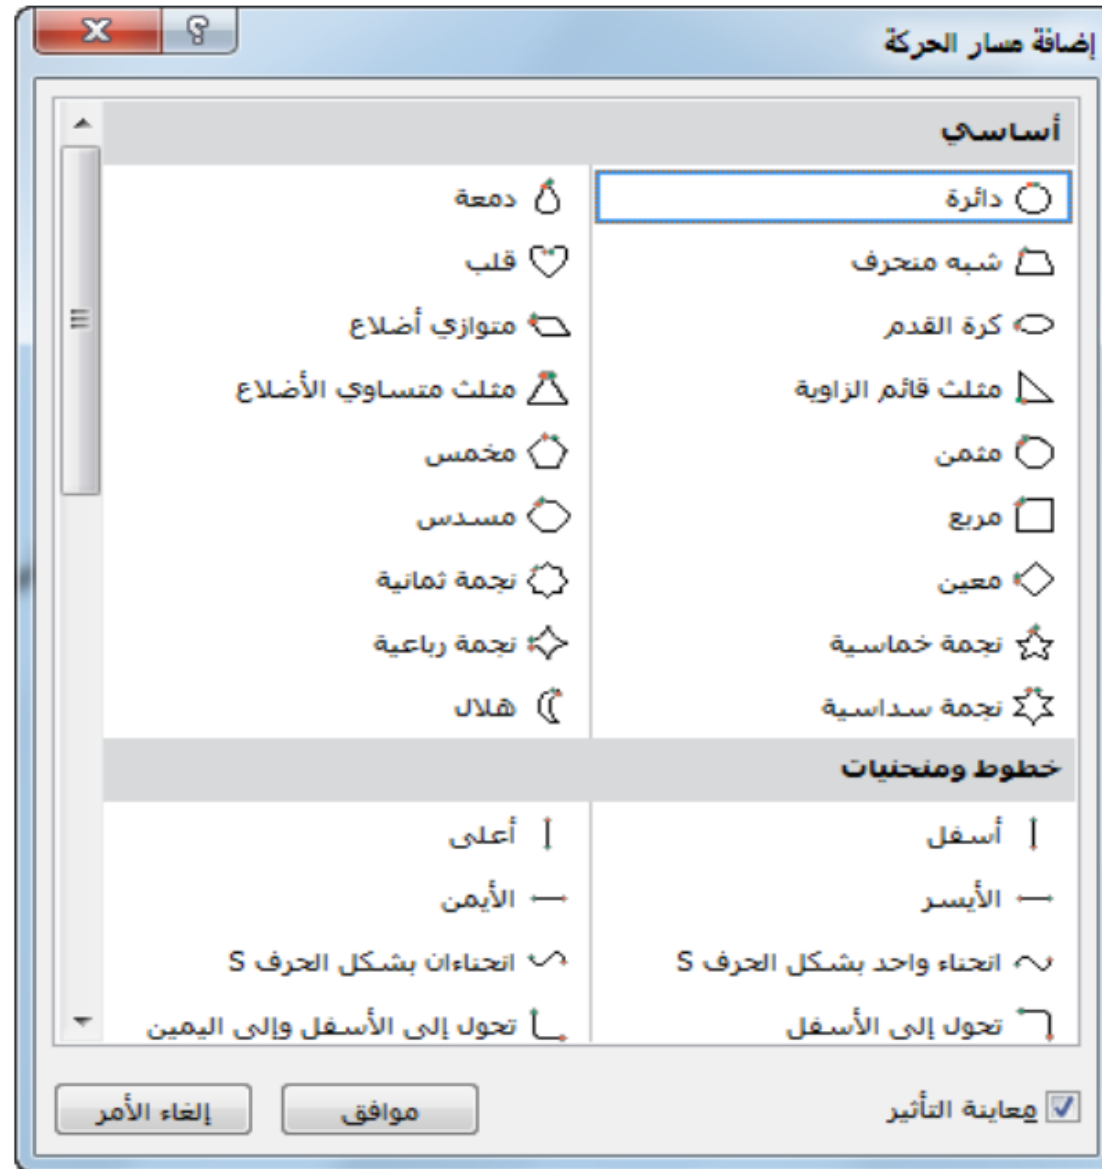 إضافة مسار الحركة
أساسي
دائرة دمعة
شبه منحرف قلب
كرة القدم متوازي أضلاع
مثلث قائم الزاوية مثلث متساوي الأضلاع
مثمن مخمس
مربع مسدس
معين نجمة ثمانية
نجمة خماسية نجمة رباعية
نجمة سداسية هلال
خطوط ومنحنيات
أسفل أعلى
الأيسر الأيمن
انحناء واحد بشكل الحرف S انحناءان بشكل الحرف S
تحول إلى الأسفل تحول إلى الأسفل وإلى اليمين
معاينة التأثير موافق إلغاء الأمر